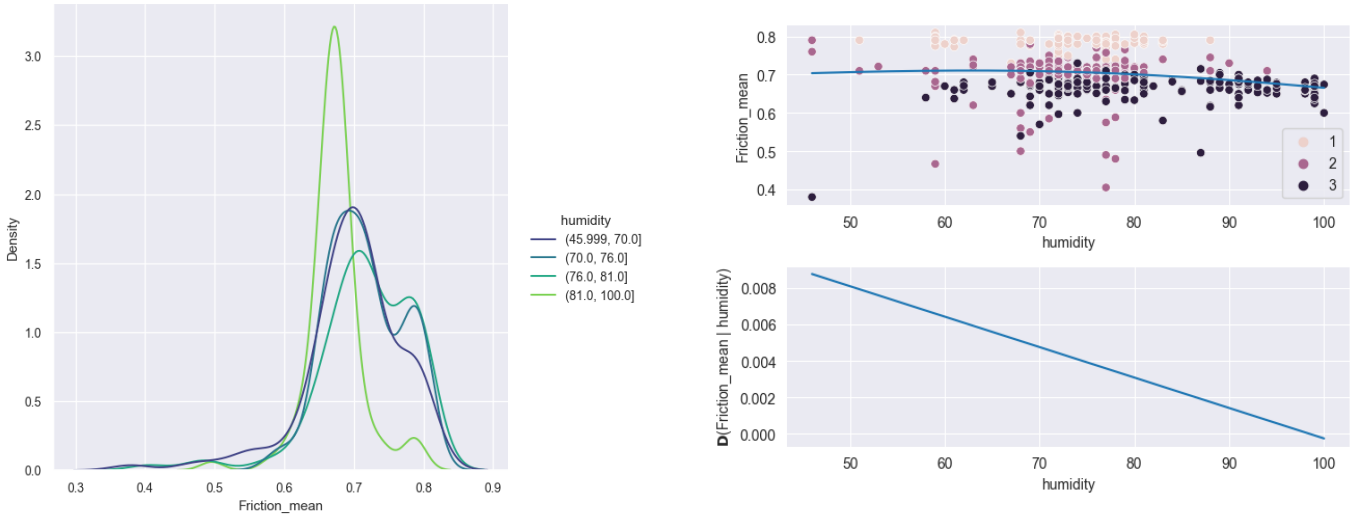 3.0
2.5
2.0
1.5
1.0
0.5
0.0
Density
0.3 0.4 0.5 0.6 0.7 0.8 0.9
Friction_mean
humidity
(45.999, 70.0]
(70.0, 76.0]
(76.0, 81.0]
(81.0, 100.0]
0.8
0.7
0.6
0.5
0.4
Friction_mean
1
2
3
50 60 70 80 90 100
humidity
0.008
0.006
0.004
0.002
0.000
D(Friction_mean | humidity)
50 60 70 80 90 100
humidity